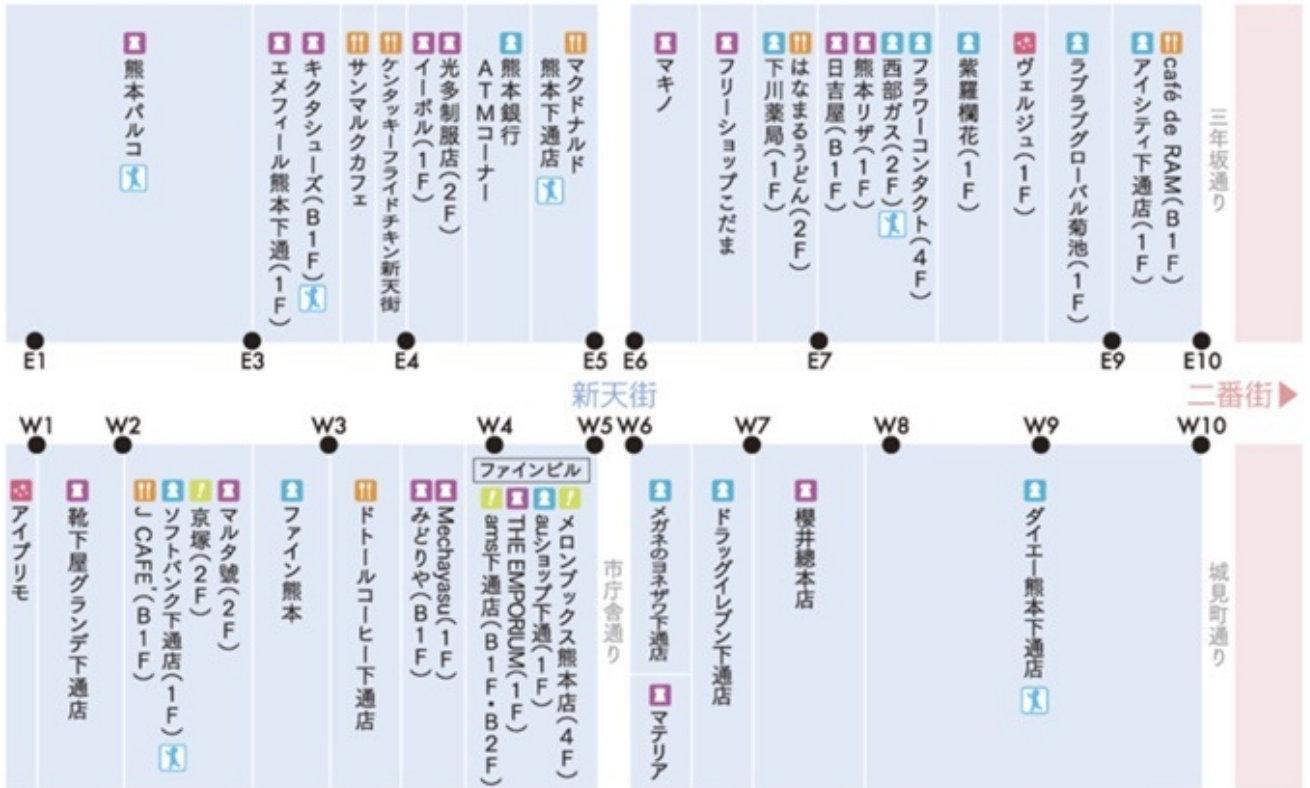 熊本パルコ
エメフィール熊本下通(1F)
キクタシューズ(B1F)
サンマルクカフェ
ケンタッキーフライドチキン新天街
イーボル(1F)
光多制服店(2F)
熊本銀行
ATMコーナー
マクドナルド
熊本下通店
マキノ
フリーショップこだま
下川薬局(1F)
はなまるうどん(2F)
日吉屋(B1F)
熊本リザ(1F)
西部ガス(2F)
フラワーコンタクト(4F)
紫羅欄花(1F)
ヴェルジュ(1F)
ラブラブグローバル菊池(1F)
アイシティ下通店(1F)
café de RAM(B1F)
三年坂通り
E1
E3
E4
E5
E6
E7
E9
E10
新天街
二番街▶
W1
W2
W3
W4
W5
W6
W7
W8
W9
W10
アイプリモ
靴下屋グランデ下通店
J CAFE'(B1F)
ソフトバンク下通店(1F)
京塚(2F)
マルタ號(2F)
ファイン熊本
ドトールコーヒー下通店
みどりや(B1F)
Mechayasu(1F)
ファインビル
ams下通店(B1F・B2F)
THE EMPORIUM(1F)
auショップ下通(1F)
メロンブックス熊本店(4F)
市庁舎通り
メガネのヨネザワ下通店
マテリア
ドラッグイレブン下通店
櫻井總本店
ダイエー熊本下通店
城見町通り